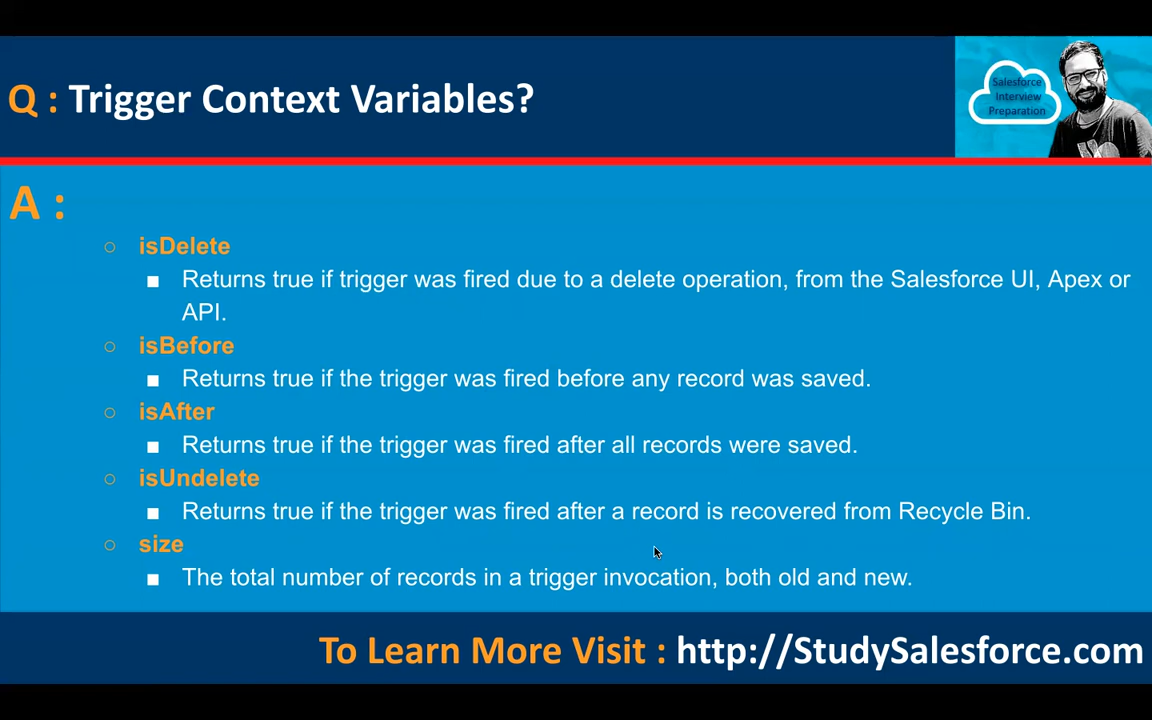 Q : Trigger Context Variables?
Salesforce
Interview
Preparation
A :
○ isDelete
■ Returns true if trigger was fired due to a delete operation, from the Salesforce UI, Apex or
API.
○ isBefore
■ Returns true if the trigger was fired before any record was saved.
○ isAfter
■ Returns true if the trigger was fired after all records were saved.
○ isUndelete
■ Returns true if the trigger was fired after a record is recovered from Recycle Bin.
○ size
■ The total number of records in a trigger invocation, both old and new.
To Learn More Visit : http://StudySalesforce.com